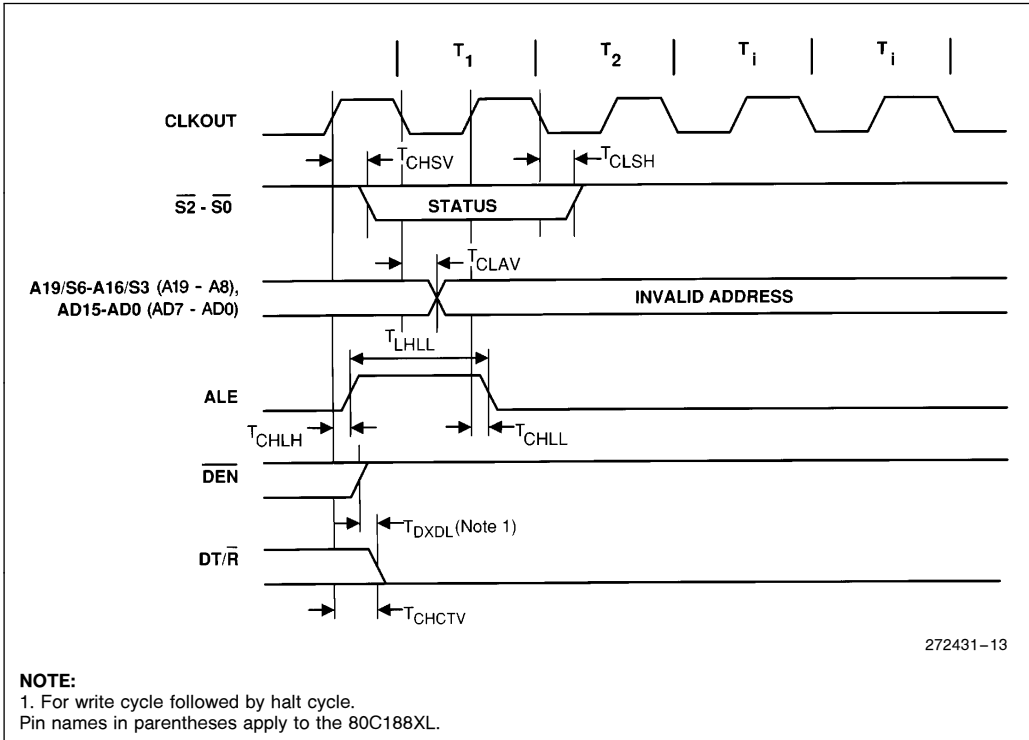 T1 T2 Ti Ti
CLKOUT
TCHSV TCLSH
S2 - S0 STATUS
TCLAV
A19/S6-A16/S3 (A19 - A8),
AD15-AD0 (AD7 - AD0)
INVALID ADDRESS
TLHLL
ALE
TCHLH TCHLL
DEN
TDXDL (Note 1)
DT/R
TCHCTV
272431–13
NOTE:
1. For write cycle followed by halt cycle.
Pin names in parentheses apply to the 80C188XL.